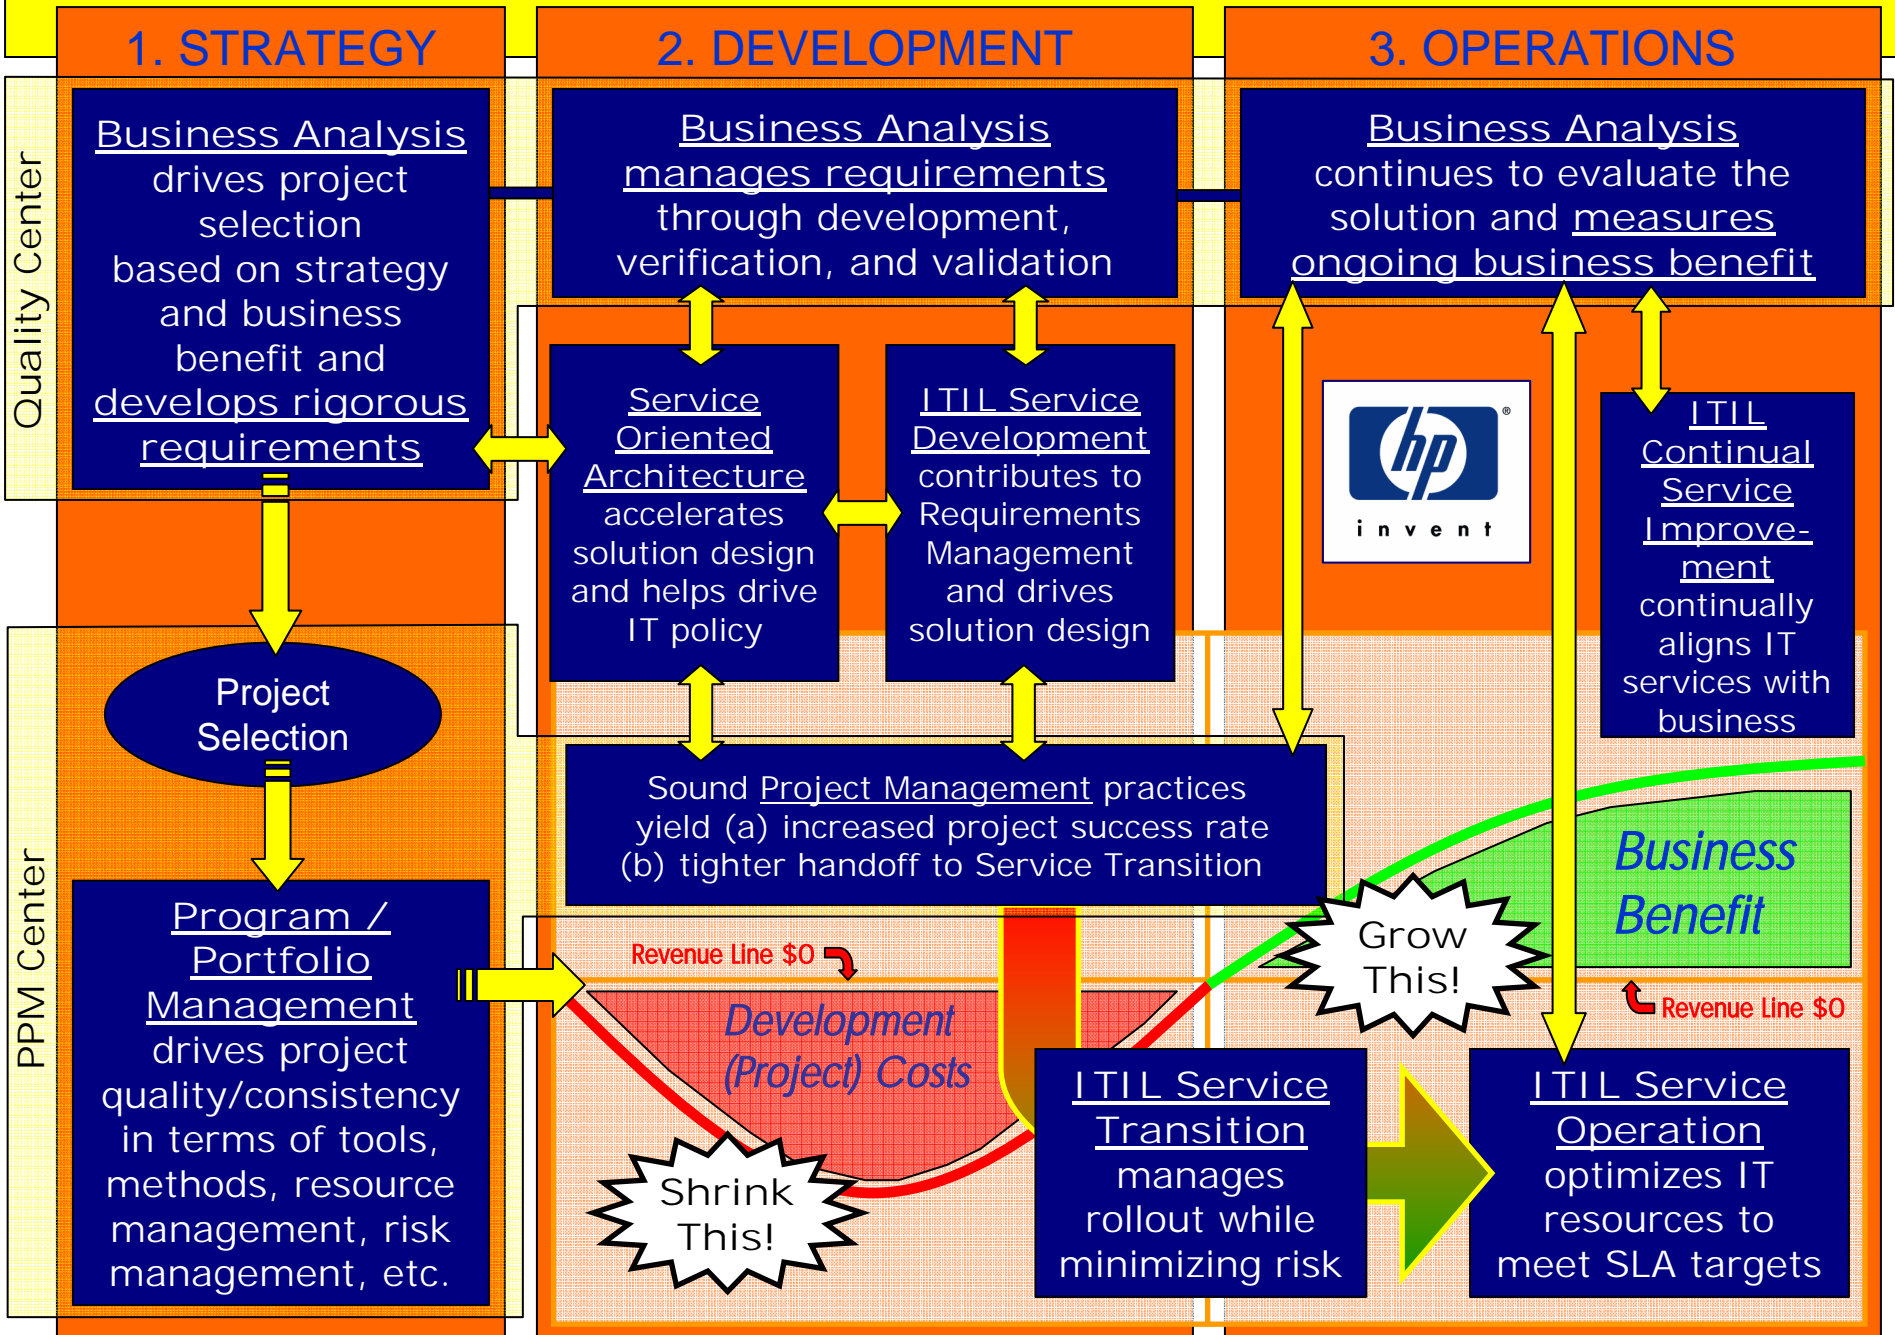 1. STRATEGY
2. DEVELOPMENT
3. OPERATIONS
Quality Center
Business Analysis
drives project
selection
based on strategy
and business
benefit and
develops rigorous
requirements
Business Analysis
manages requirements
through development,
verification, and validation
Business Analysis
continues to evaluate the
solution and measures
ongoing business benefit
Service
Oriented
Architecture
accelerates
solution design
and helps drive
IT policy
ITIL Service
Development
contributes to
Requirements
Management
and drives
solution design
hp
®
invent
ITIL
Continual
Service
Improve-
ment
continually
aligns IT
services with
business
PPM Center
Project
Selection
Sound Project Management practices
yield (a) increased project success rate
(b) tighter handoff to Service Transition
Program /
Portfolio
Management
drives project
quality/consistency
in terms of tools,
methods, resource
management, risk
management, etc.
Revenue Line $0
Development
(Project) Costs
Shrink
This!
Business
Benefit
Grow
This!
Revenue Line $0
ITIL Service
Transition
manages
rollout while
minimizing risk
ITIL Service
Operation
optimizes IT
resources to
meet SLA targets